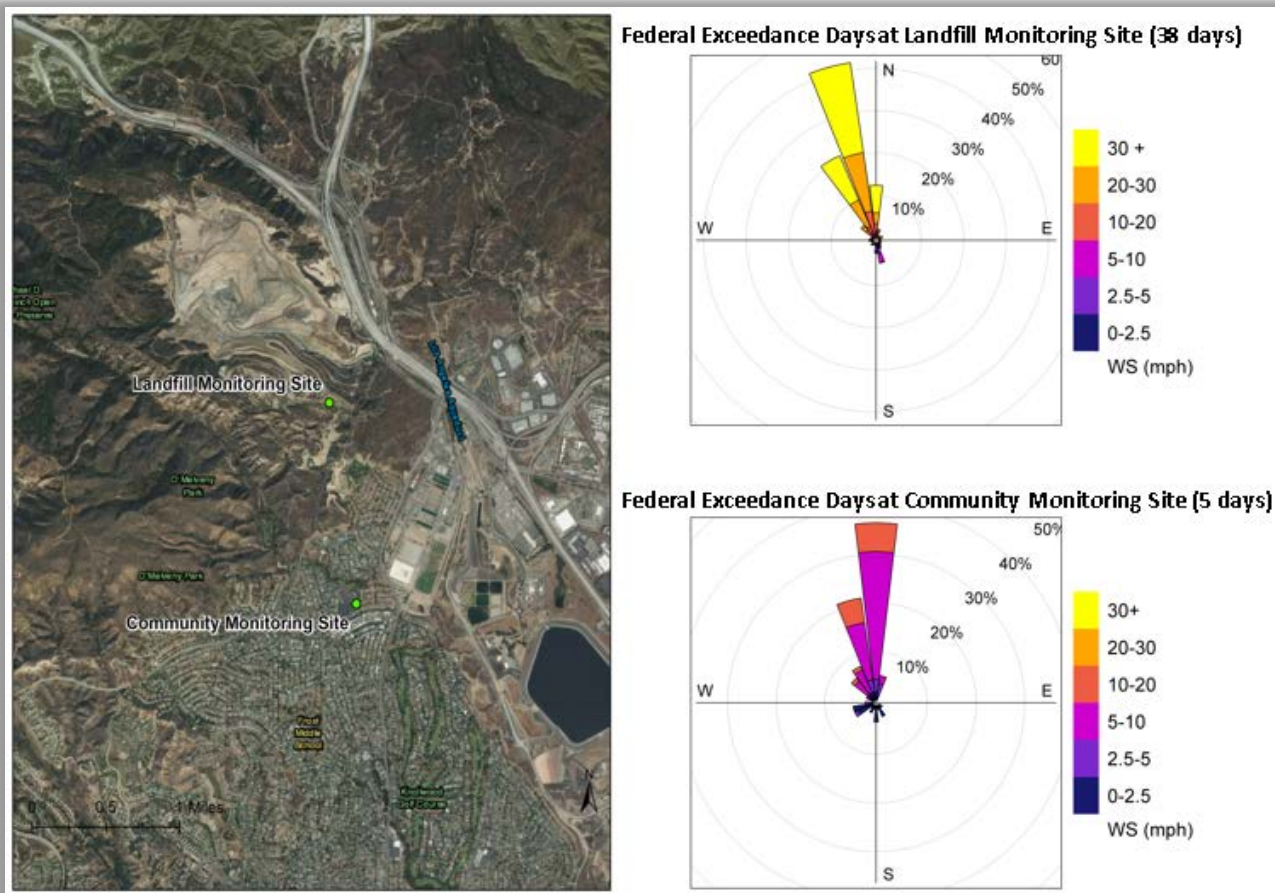 Landfill Monitoring Site
O'Melveny
Park
O'Melveny Park
Community Monitoring Site
Frost
Middle
School
Knollwood
Golf Course
N
0 0.5 1 Miles
Federal Exceedance Daysat Landfill Monitoring Site (38 days)
N
60
50%
40%
30%
20%
10%
W
E
S
30 +
20-30
10-20
5-10
2.5-5
0-2.5
WS (mph)
Federal Exceedance Daysat Community Monitoring Site (5 days)
50%
40%
30%
20%
10%
W
E
S
30+
20-30
10-20
5-10
2.5-5
0-2.5
WS (mph)